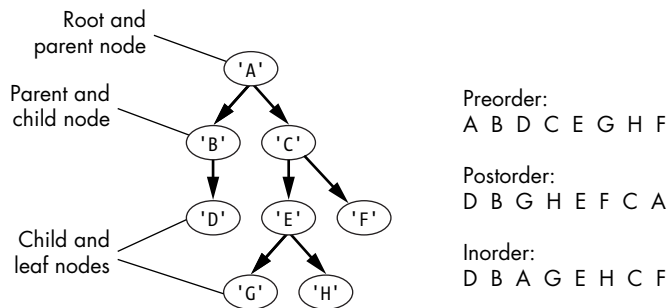 Root and
parent node
'A'
Parent and
child node
'B'
'C'
'D'
'E'
'F'
Child and
leaf nodes
'G'
'H'
Preorder:
A B D C E G H F
Postorder:
D B G H E F C A
Inorder:
D B A G E H C F